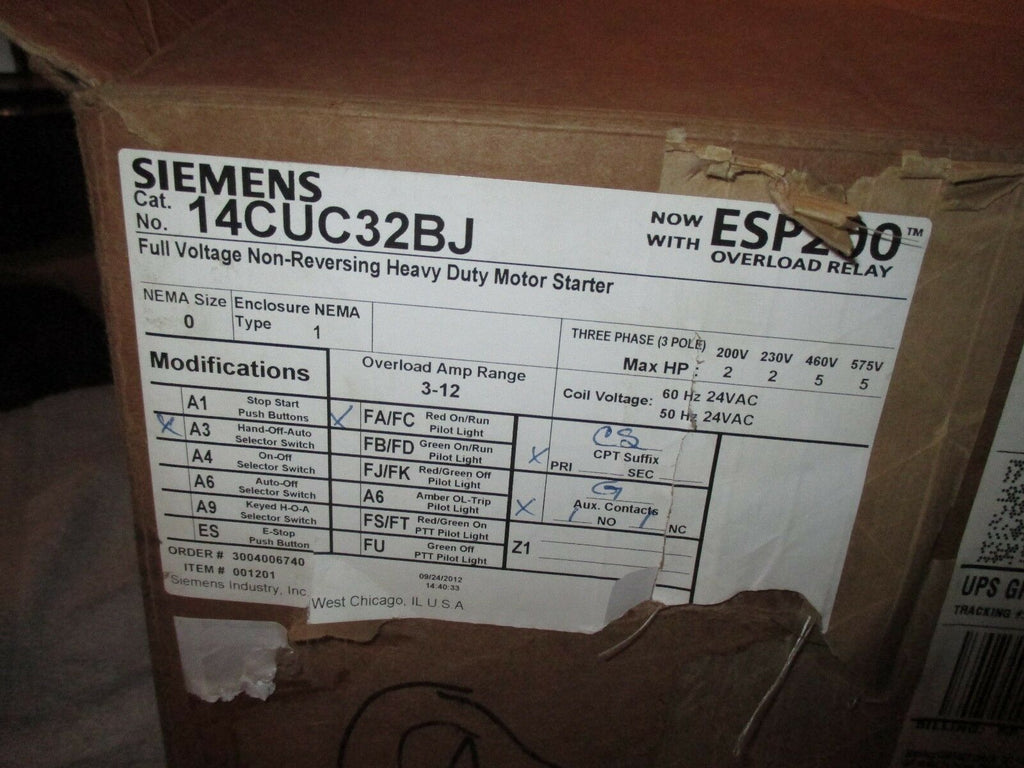 SIEMENS
Cat. No. 14CUC32BJ
NOW WITH ESP200™
OVERLOAD RELAY
Full Voltage Non-Reversing Heavy Duty Motor Starter
NEMA Size 0
Enclosure NEMA Type 1
THREE PHASE (3 POLE) 200V 230V 460V 575V
Max HP : 2 2 5 5
Coil Voltage: 60 Hz 24VAC
50 Hz 24VAC
Modifications
Overload Amp Range
3-12
A1 Stop Start Push Buttons
X A3 Hand-Off-Auto Selector Switch
A4 On-Off Selector Switch
A6 Auto-Off Selector Switch
A9 Keyed H-O-A Selector Switch
ES E-Stop Push Button
X FA/FC Red On/Run Pilot Light
FB/FD Green On/Run Pilot Light
FJ/FK Red/Green Off Pilot Light
A6 Amber OL-Trip Pilot Light
FS/FT Red/Green On PTT Pilot Light
FU Green Off PTT Pilot Light
X CS
CPT Suffix
PRI SEC
X G
Aux. Contacts
1 NO 1 NC
Z1
ORDER # 3004006740
ITEM # 001201
09/24/2012
14:40:33
Siemens Industry, Inc.
West Chicago, IL U.S.A
UPS
TRACKING #
BILLING: